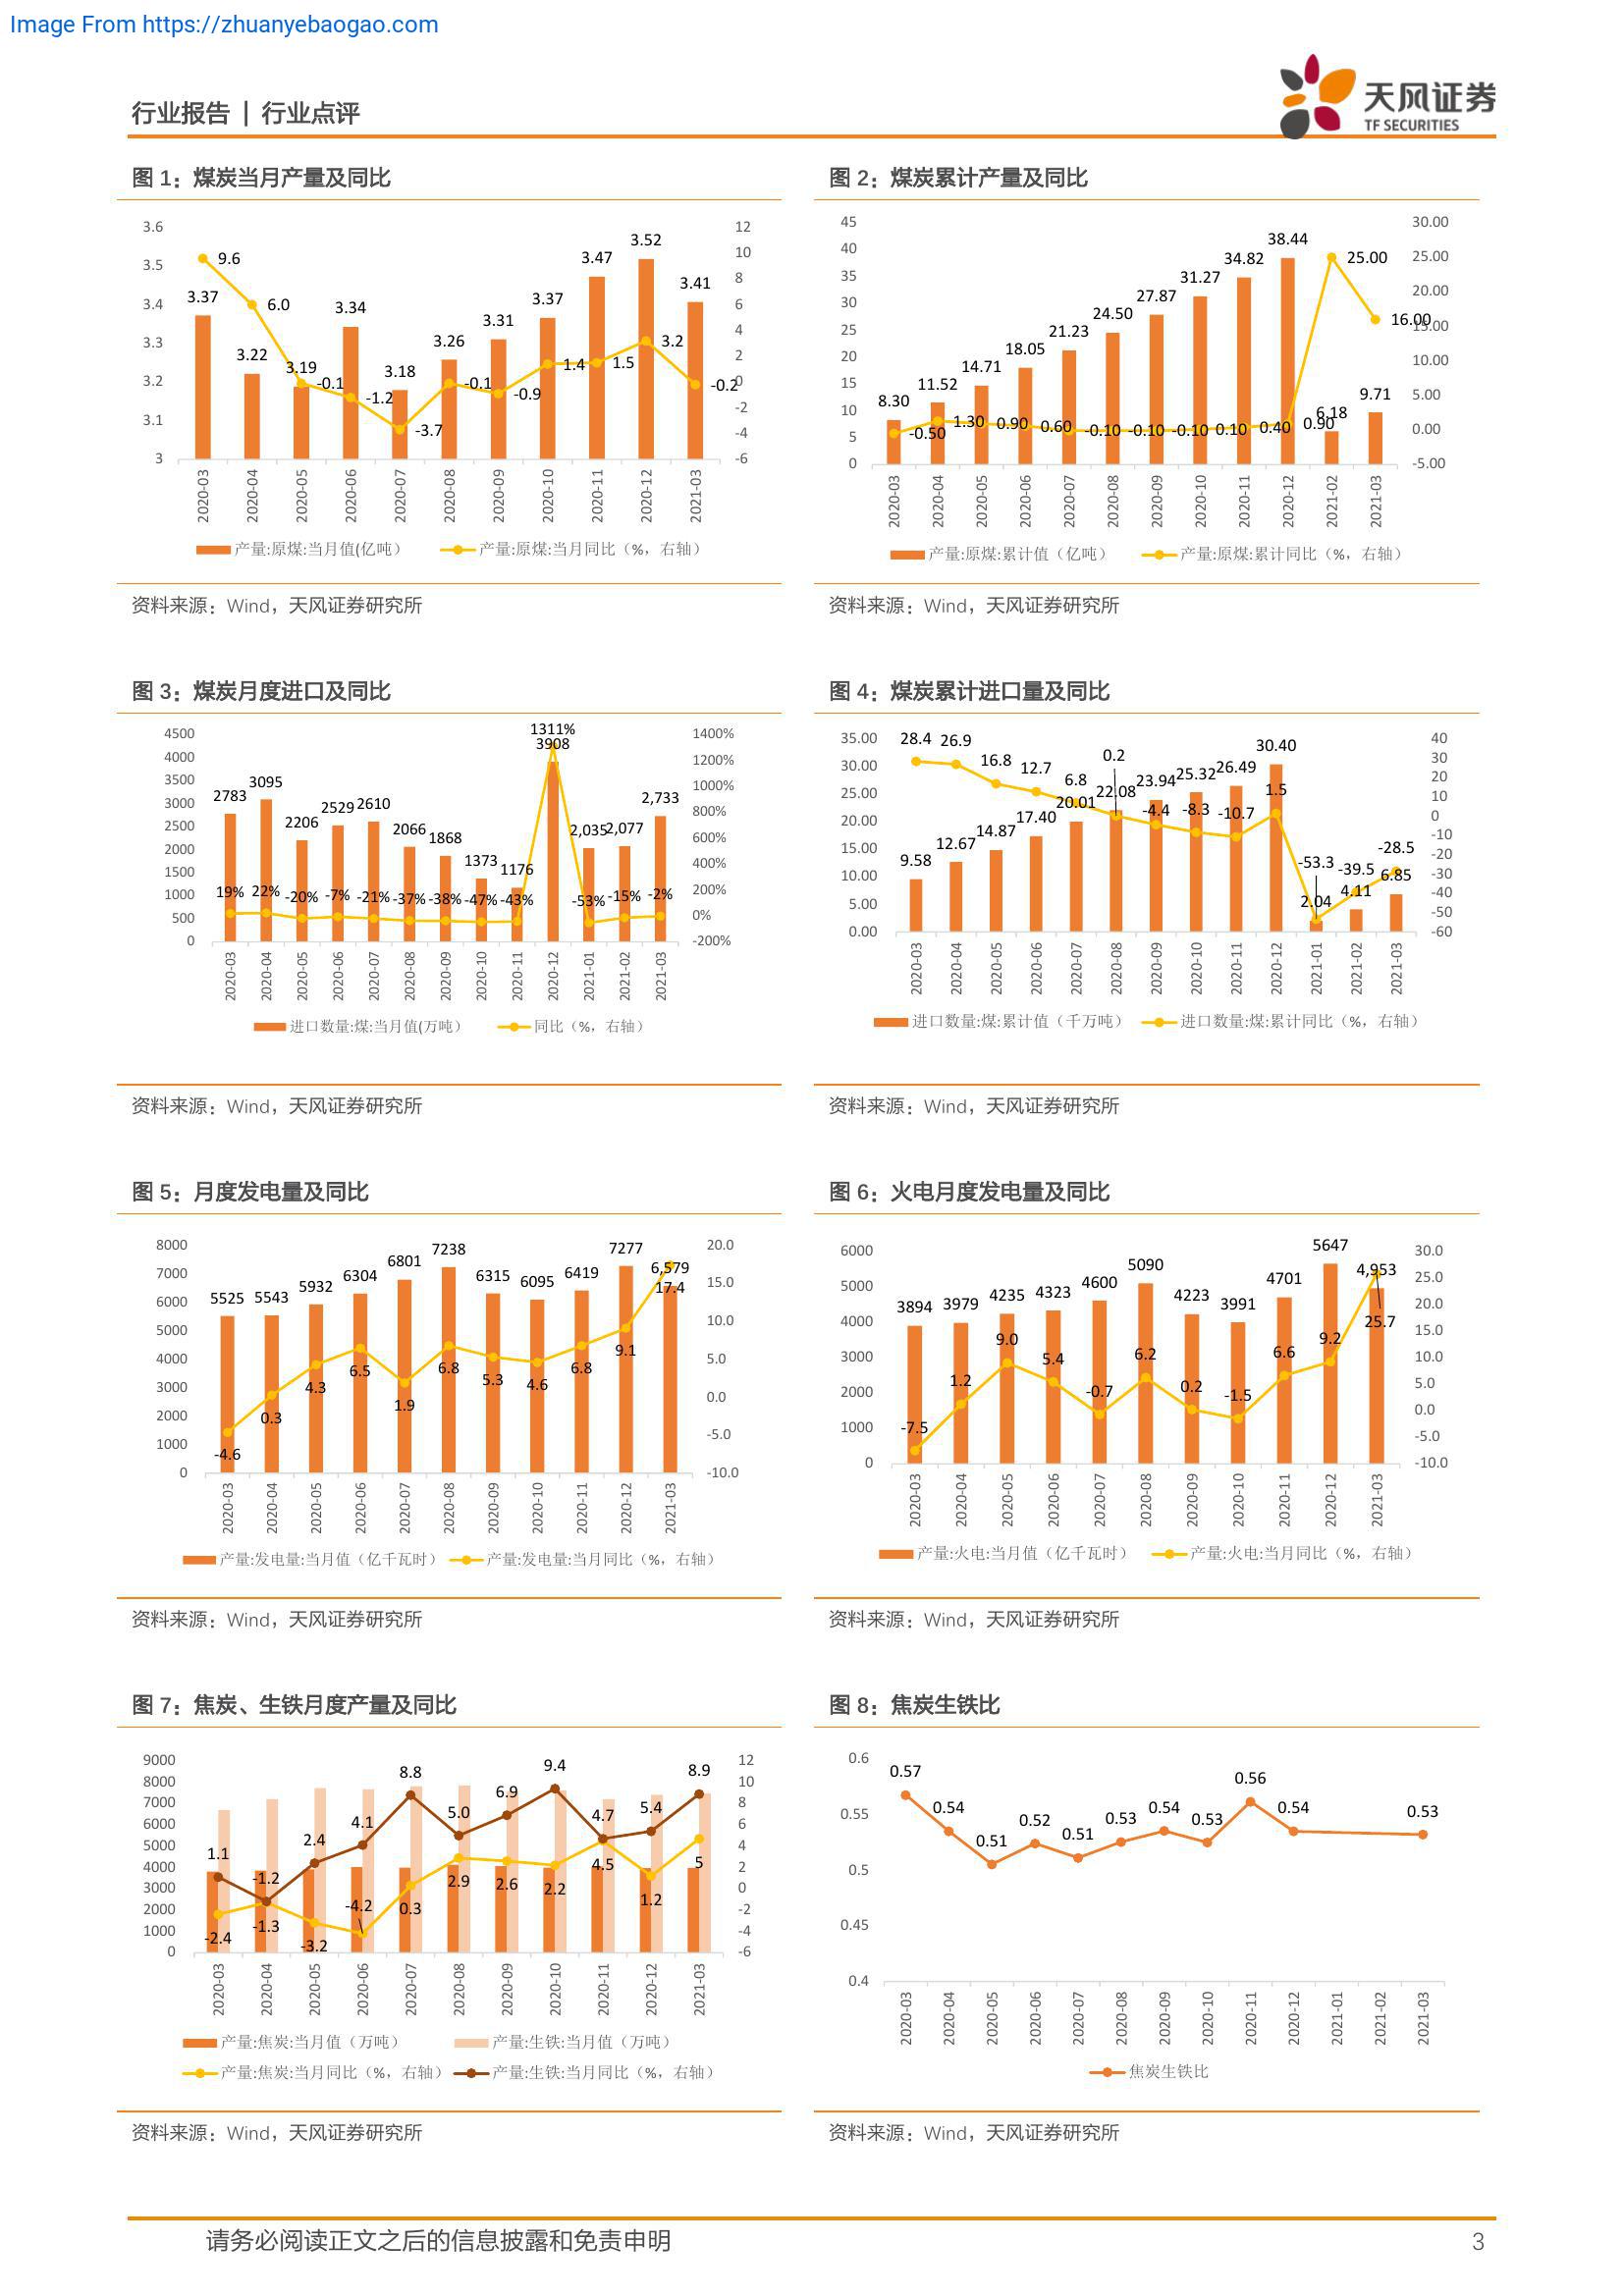 Image From https://zhuanyebaogao.com
行业报告 | 行业点评
天风证券
TF SECURITIES
图 1：煤炭当月产量及同比
3.6 3.5 3.4 3.3 3.2 3.1 3
12 10 8 6 4 2 0 -2 -4 -6
3.37 3.22 3.19 3.34 3.18 3.26 3.31 3.37 3.47 3.52 3.41
9.6 6.0 -0.1 -1.2 -3.7 -0.1 -0.9 1.4 1.5 3.2 -0.2
2020-03 2020-04 2020-05 2020-06 2020-07 2020-08 2020-09 2020-10 2020-11 2020-12 2021-03
产量:原煤:当月值(亿吨） 产量:原煤:当月同比（%，右轴）
资料来源：Wind，天风证券研究所
图 2：煤炭累计产量及同比
45 40 35 30 25 20 15 10 5 0
30.00 25.00 20.00 15.00 10.00 5.00 0.00 -5.00
8.30 11.52 14.71 18.05 21.23 24.50 27.87 31.27 34.82 38.44 6.18 9.71
-0.50 1.30 0.90 0.60 -0.10 -0.10 -0.10 0.10 0.40 0.90 25.00 16.00
2020-03 2020-04 2020-05 2020-06 2020-07 2020-08 2020-09 2020-10 2020-11 2020-12 2021-02 2021-03
产量:原煤:累计值（亿吨） 产量:原煤:累计同比（%，右轴）
资料来源：Wind，天风证券研究所
图 3：煤炭月度进口及同比
4500 4000 3500 3000 2500 2000 1500 1000 500 0
1400% 1200% 1000% 800% 600% 400% 200% 0% -200%
2783 3095 2206 2529 2610 2066 1868 1373 1176 3908 2,035 2,077 2,733
19% 22% -20% -7% -21% -37% -38% -47% -43% 1311% -53% -15% -2%
2020-03 2020-04 2020-05 2020-06 2020-07 2020-08 2020-09 2020-10 2020-11 2020-12 2021-01 2021-02 2021-03
进口数量:煤:当月值(万吨） 同比（%，右轴）
资料来源：Wind，天风证券研究所
图 4：煤炭累计进口量及同比
35.00 30.00 25.00 20.00 15.00 10.00 5.00 0.00
40 30 20 10 0 -10 -20 -30 -40 -50 -60
9.58 12.67 14.87 17.40 20.01 22.08 23.94 25.32 26.49 30.40 2.04 4.11 6.85
28.4 26.9 16.8 12.7 6.8 0.2 -4.4 -8.3 -10.7 1.5 -53.3 -39.5 -28.5
2020-03 2020-04 2020-05 2020-06 2020-07 2020-08 2020-09 2020-10 2020-11 2020-12 2021-01 2021-02 2021-03
进口数量:煤:累计值（千万吨） 进口数量:煤:累计同比（%，右轴）
资料来源：Wind，天风证券研究所
图 5：月度发电量及同比
8000 7000 6000 5000 4000 3000 2000 1000 0
20.0 15.0 10.0 5.0 0.0 -5.0 -10.0
5525 5543 5932 6304 6801 7238 6315 6095 6419 7277 6,579
-4.6 0.3 4.3 6.5 1.9 6.8 5.3 4.6 6.8 9.1 17.4
2020-03 2020-04 2020-05 2020-06 2020-07 2020-08 2020-09 2020-10 2020-11 2020-12 2021-03
产量:发电量:当月值（亿千瓦时） 产量:发电量:当月同比（%，右轴）
资料来源：Wind，天风证券研究所
图 6：火电月度发电量及同比
6000 5000 4000 3000 2000 1000 0
30.0 25.0 20.0 15.0 10.0 5.0 0.0 -5.0 -10.0
3894 3979 4235 4323 4600 5090 4223 3991 4701 5647 4,953
-7.5 1.2 9.0 5.4 -0.7 6.2 0.2 -1.5 6.6 9.2 25.7
2020-03 2020-04 2020-05 2020-06 2020-07 2020-08 2020-09 2020-10 2020-11 2020-12 2021-03
产量:火电:当月值（亿千瓦时） 产量:火电:当月同比（%，右轴）
资料来源：Wind，天风证券研究所
图 7：焦炭、生铁月度产量及同比
9000 8000 7000 6000 5000 4000 3000 2000 1000 0
12 10 8 6 4 2 0 -2 -4 -6
1.1 -1.2 2.4 4.1 8.8 5.0 6.9 9.4 4.7 5.4 8.9
-2.4 -1.3 -3.2 -4.2 0.3 2.9 2.6 2.2 4.5 1.2 5
2020-03 2020-04 2020-05 2020-06 2020-07 2020-08 2020-09 2020-10 2020-11 2020-12 2021-03
产量:焦炭:当月值（万吨） 产量:生铁:当月值（万吨）
产量:焦炭:当月同比（%，右轴） 产量:生铁:当月同比（%，右轴）
资料来源：Wind，天风证券研究所
图 8：焦炭生铁比
0.6 0.55 0.5 0.45 0.4
0.57 0.54 0.51 0.52 0.51 0.53 0.54 0.53 0.56 0.54 0.53
2020-03 2020-04 2020-05 2020-06 2020-07 2020-08 2020-09 2020-10 2020-11 2020-12 2021-01 2021-02 2021-03
焦炭生铁比
资料来源：Wind，天风证券研究所
请务必阅读正文之后的信息披露和免责申明 3